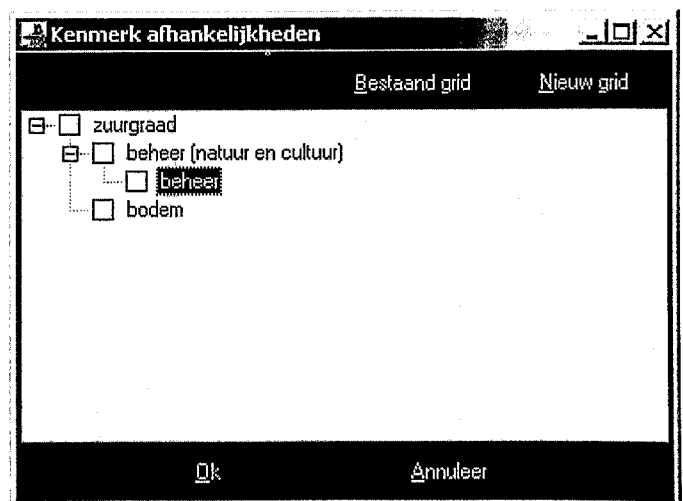 Kenmerk afhankelijkheden
Bestaand grid Nieuw grid
zuurgraad
beheer (natuur en cultuur)
beheer
bodem
Ok Annuleer